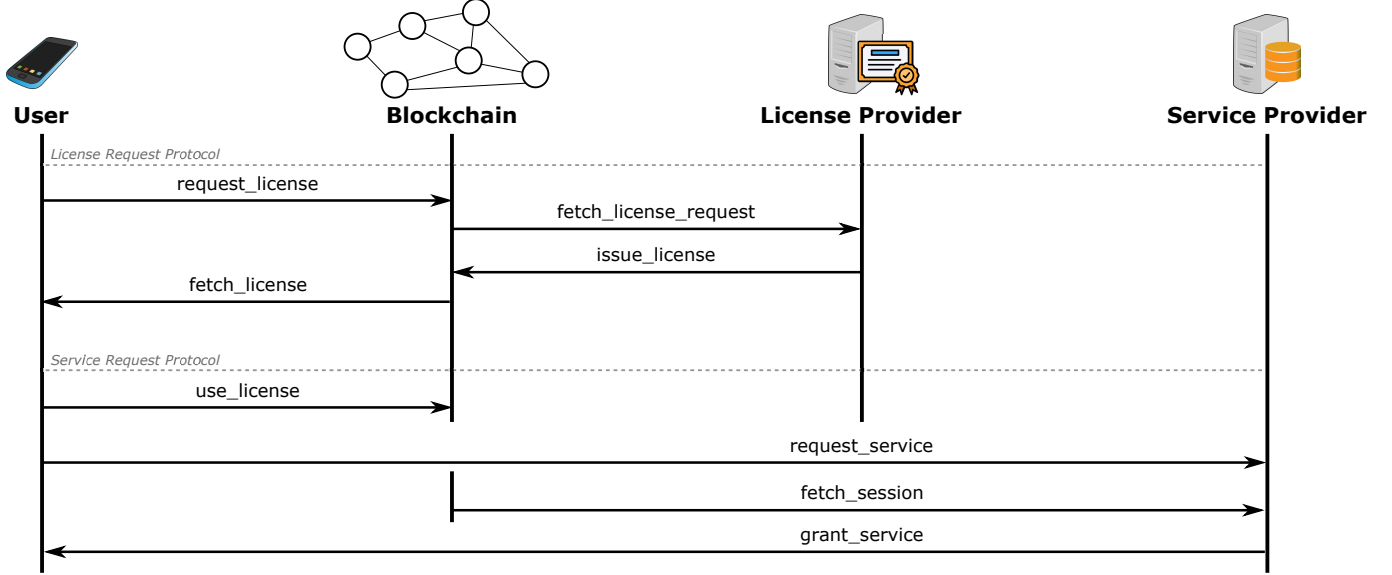 User
Blockchain
License Provider
Service Provider
License Request Protocol
request_license
fetch_license_request
issue_license
fetch_license
Service Request Protocol
use_license
request_service
fetch_session
grant_service